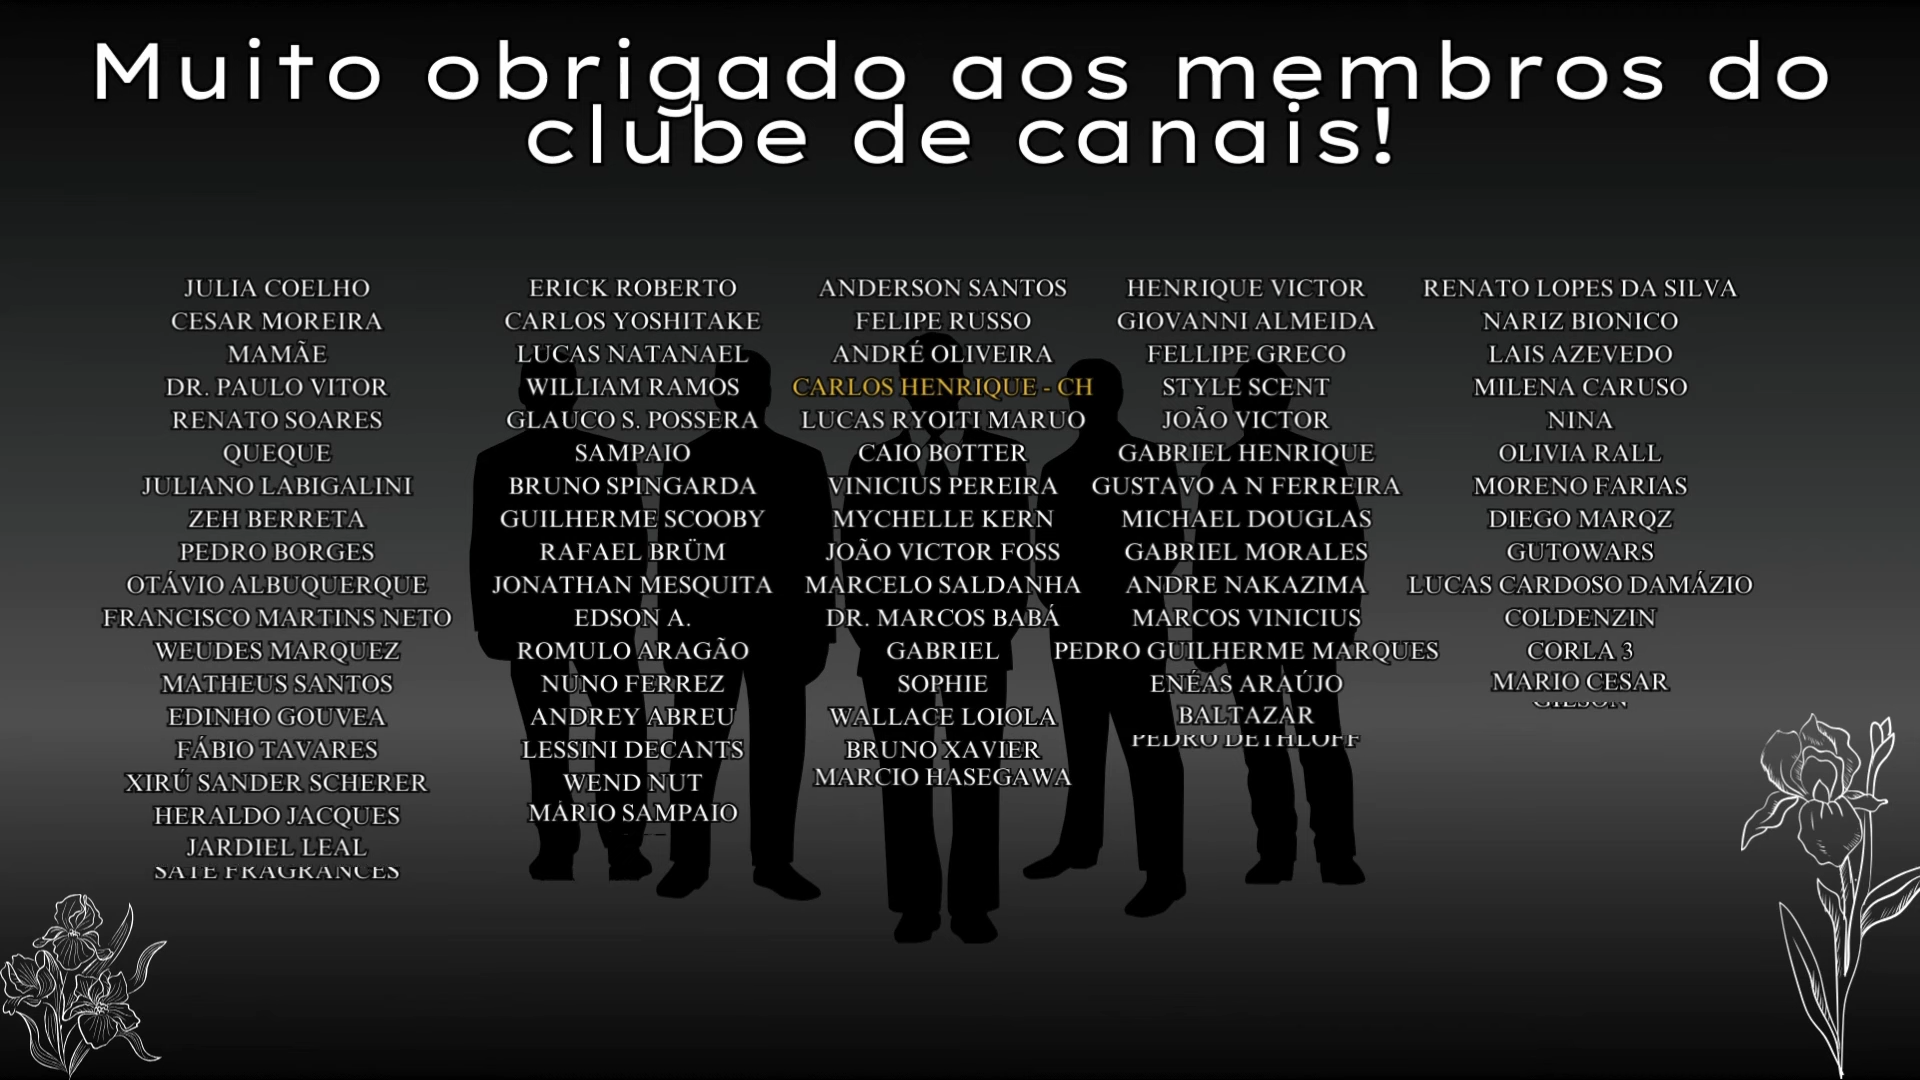 Muito obrigado aos membros do
clube de canais!
JULIA COELHO
CESAR MOREIRA
MAMÃE
DR. PAULO VITOR
RENATO SOARES
QUEQUE
JULIANO LABIGALINI
ZEH BERRETA
PEDRO BORGES
OTÁVIO ALBUQUERQUE
FRANCISCO MARTINS NETO
WEUDES MARQUEZ
MATHEUS SANTOS
EDINHO GOUVEA
FÁBIO TAVARES
XIRÚ SANDER SCHERER
HERALDO JACQUES
JARDIEL LEAL
SATE FRAGRANCES
ERICK ROBERTO
CARLOS YOSHITAKE
LUCAS NATANAEL
WILLIAM RAMOS
GLAUCO S. POSSERA
SAMPAIO
BRUNO SPINGARDA
GUILHERME SCOOBY
RAFAEL BRÜM
JONATHAN MESQUITA
EDSON A.
ROMULO ARAGÃO
NUNO FERREZ
ANDREY ABREU
LESSINI DECANTS
WEND NUT
MÁRIO SAMPAIO
ANDERSON SANTOS
FELIPE RUSSO
ANDRÉ OLIVEIRA
CARLOS HENRIQUE - CH
LUCAS RYOITI MARUO
CAIO BOTTER
VINICIUS PEREIRA
MYCHELLE KERN
JOÃO VICTOR FOSS
MARCELO SALDANHA
DR. MARCOS BABÁ
GABRIEL
SOPHIE
WALLACE LOIOLA
BRUNO XAVIER
MARCIO HASEGAWA
HENRIQUE VICTOR
GIOVANNI ALMEIDA
FELLIPE GRECO
STYLE SCENT
JOÃO VICTOR
GABRIEL HENRIQUE
GUSTAVO A N FERREIRA
MICHAEL DOUGLAS
GABRIEL MORALES
ANDRE NAKAZIMA
MARCOS VINICIUS
PEDRO GUILHERME MARQUES
ENÉAS ARAÚJO
BALTAZAR
PEDRO DETHLOFF
RENATO LOPES DA SILVA
NARIZ BIONICO
LAIS AZEVEDO
MILENA CARUSO
NINA
OLIVIA RALL
MORENO FARIAS
DIEGO MARQZ
GUTOWARS
LUCAS CARDOSO DAMÁZIO
COLDENZIN
CORLA 3
MARIO CESAR